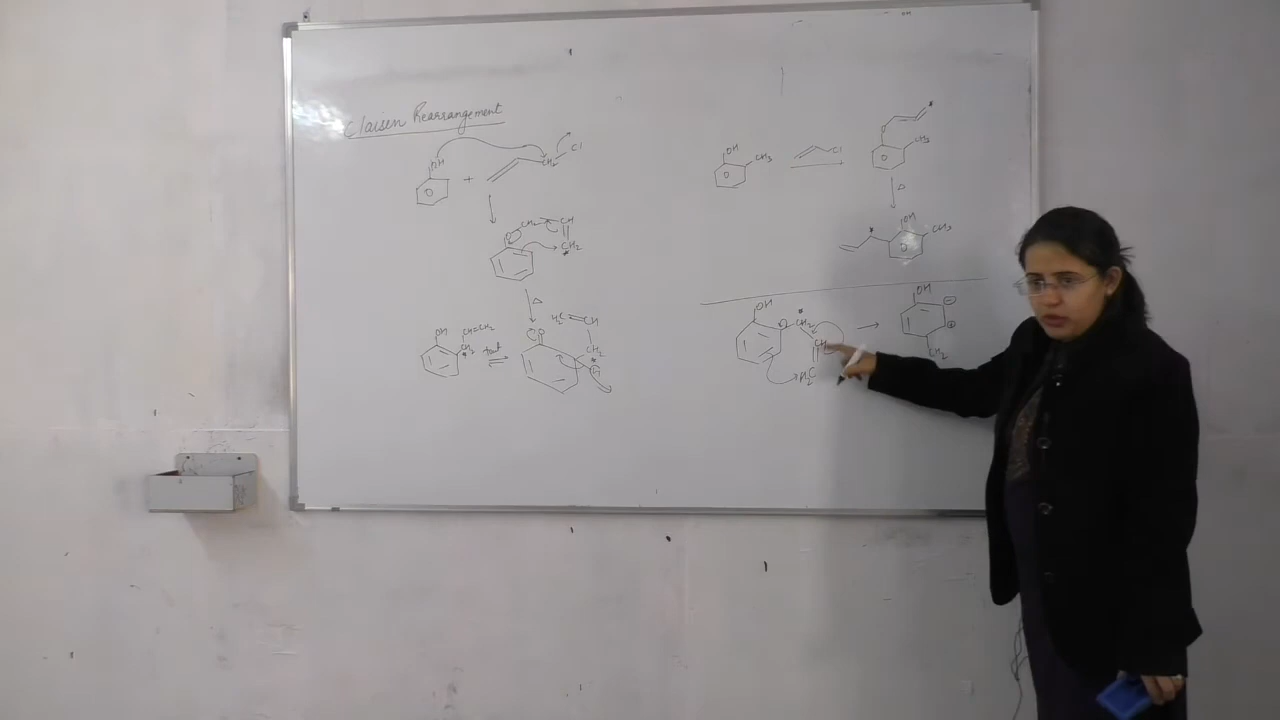 Claisen Rearrangement
OH
+
CH₂
Cl
O
CH₂
CH
CH₂
*
Δ
OH
CH=CH₂
CH₂
*
taut
O
H₂C
CH
CH₂
*
H
OH
CH₃
Cl
O
*
CH₃
Δ
*
OH
CH₃
OH
O
*
CH₂
CH
H₂C
OH
⊖
⊕
CH₂